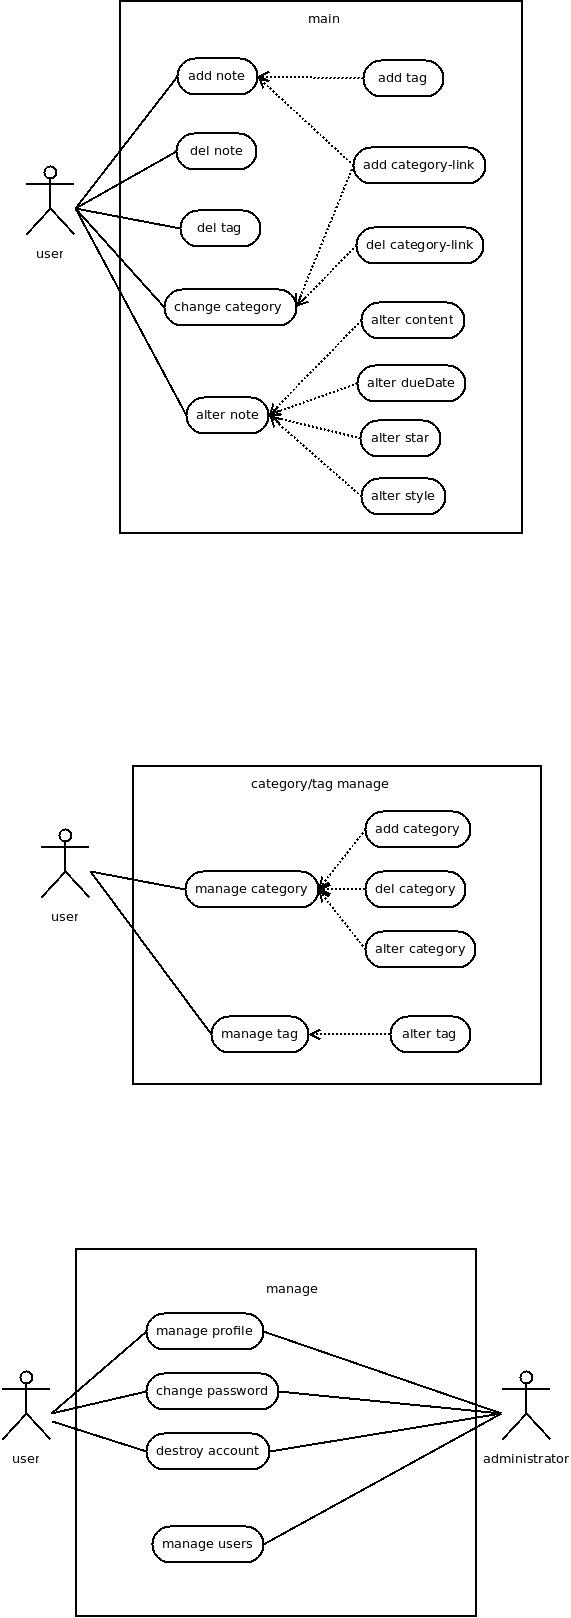 main
add note
add tag
del note
add category-link
del tag
del category-link
user
change category
alter content
alter dueDate
alter note
alter star
alter style
category/tag manage
add category
manage category
del category
user
alter category
manage tag
alter tag
manage
manage profile
change password
destroy account
user
administrator
manage users